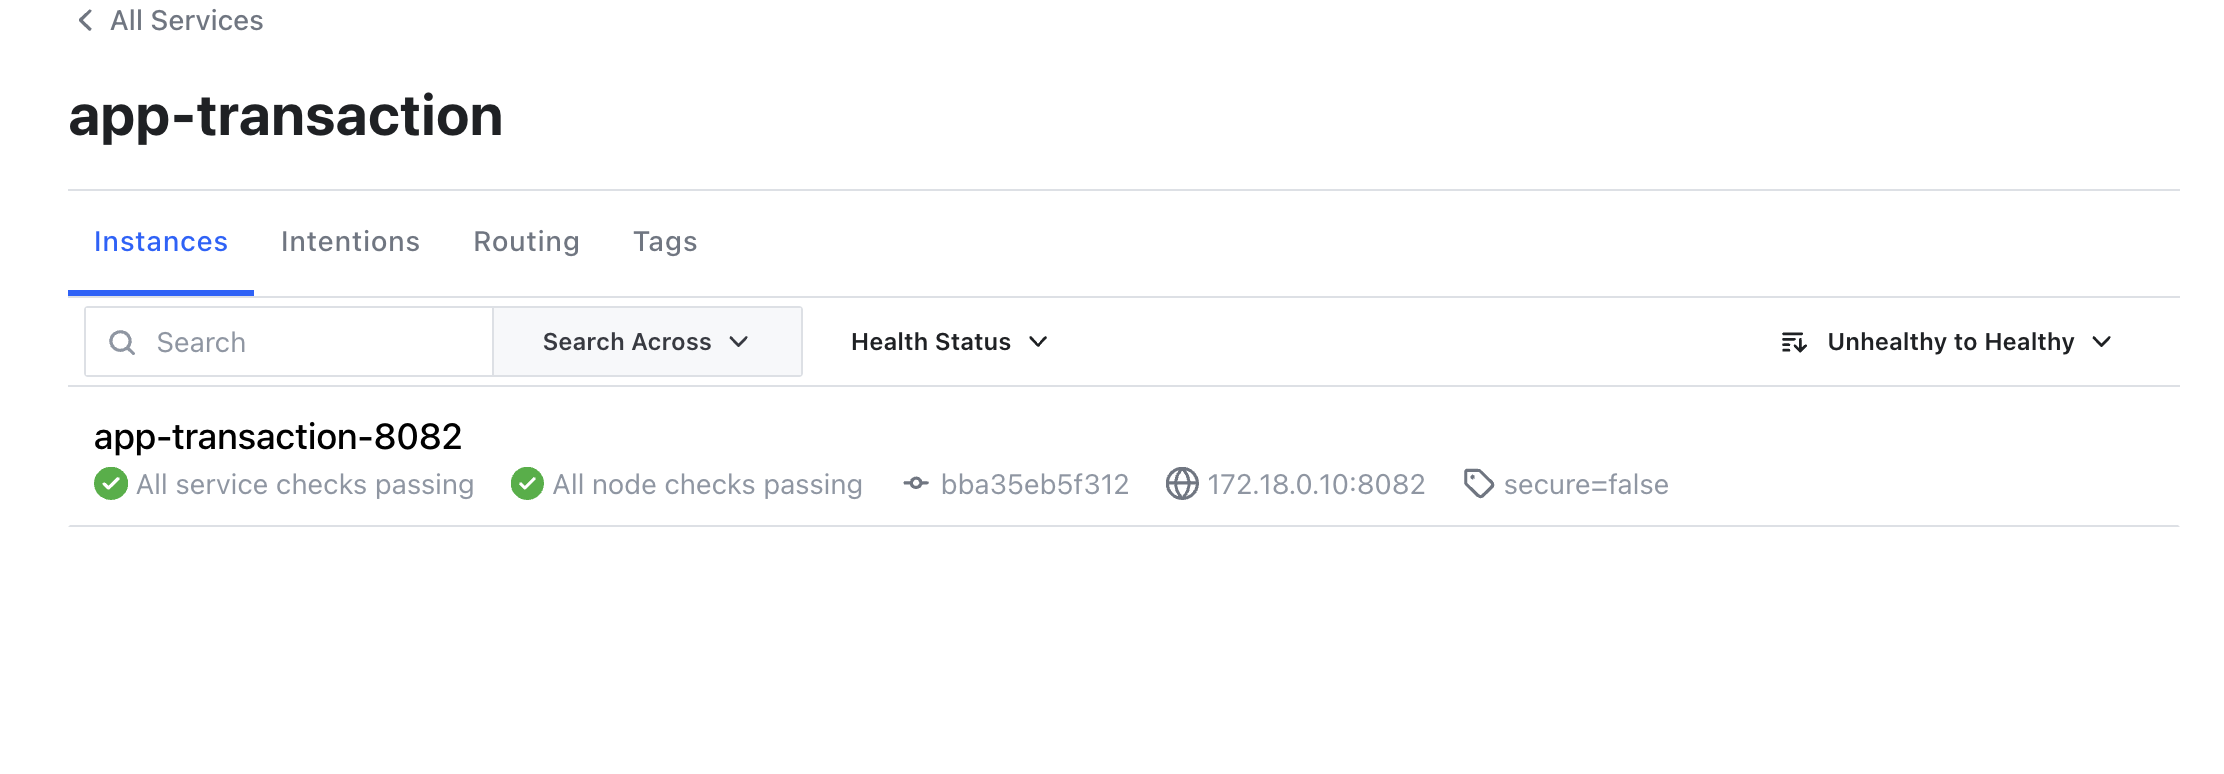 All Services
app-transaction
Instances Intentions Routing Tags
Search Search Across Health Status Unhealthy to Healthy
app-transaction-8082
All service checks passing All node checks passing bba35eb5f312 172.18.0.10:8082 secure=false